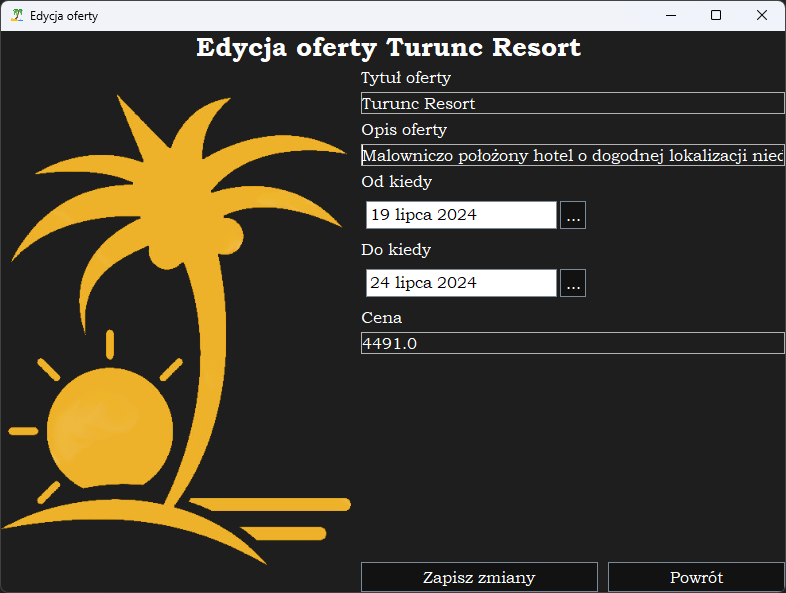 Edycja oferty
Edycja oferty Turunc Resort
Tytuł oferty
Turunc Resort
Opis oferty
Malowniczo położony hotel o dogodnej lokalizacji nied
Od kiedy
19 lipca 2024 ...
Do kiedy
24 lipca 2024 ...
Cena
4491.0
Zapisz zmiany Powrót